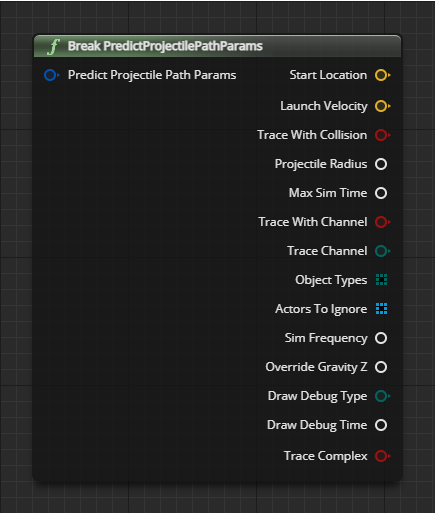 Break PredictProjectilePathParams
Predict Projectile Path Params
Start Location
Launch Velocity
Trace With Collision
Projectile Radius
Max Sim Time
Trace With Channel
Trace Channel
Object Types
Actors To Ignore
Sim Frequency
Override Gravity Z
Draw Debug Type
Draw Debug Time
Trace Complex